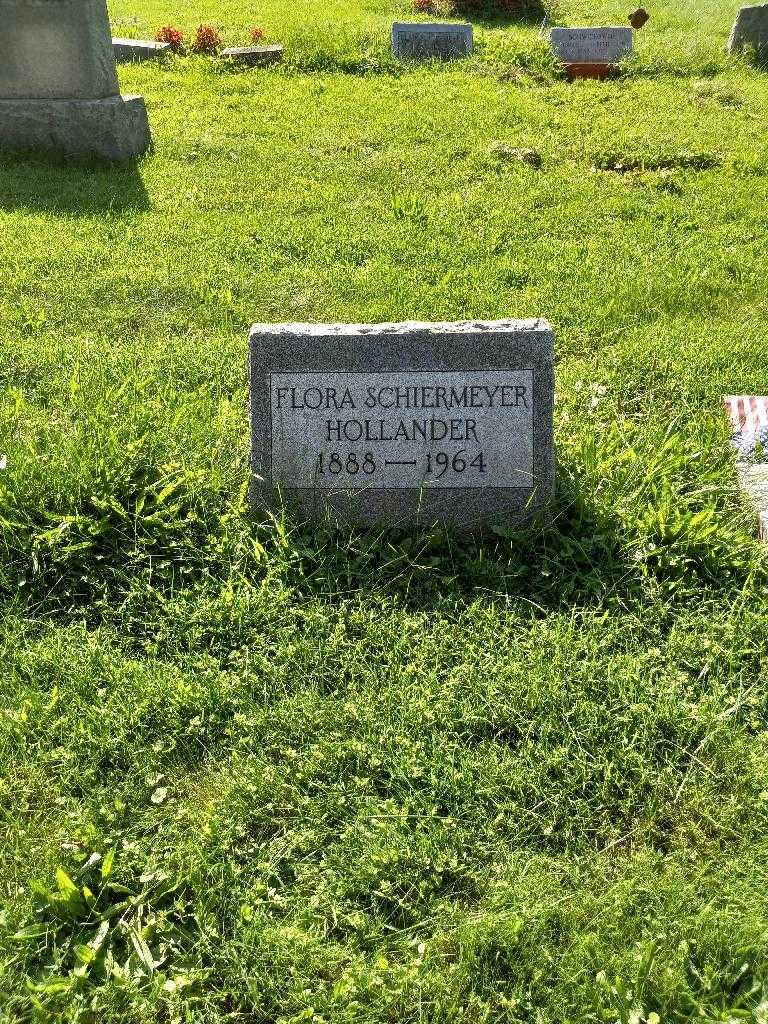 FLORA SCHIERMEYER
HOLLANDER
1888 — 1964